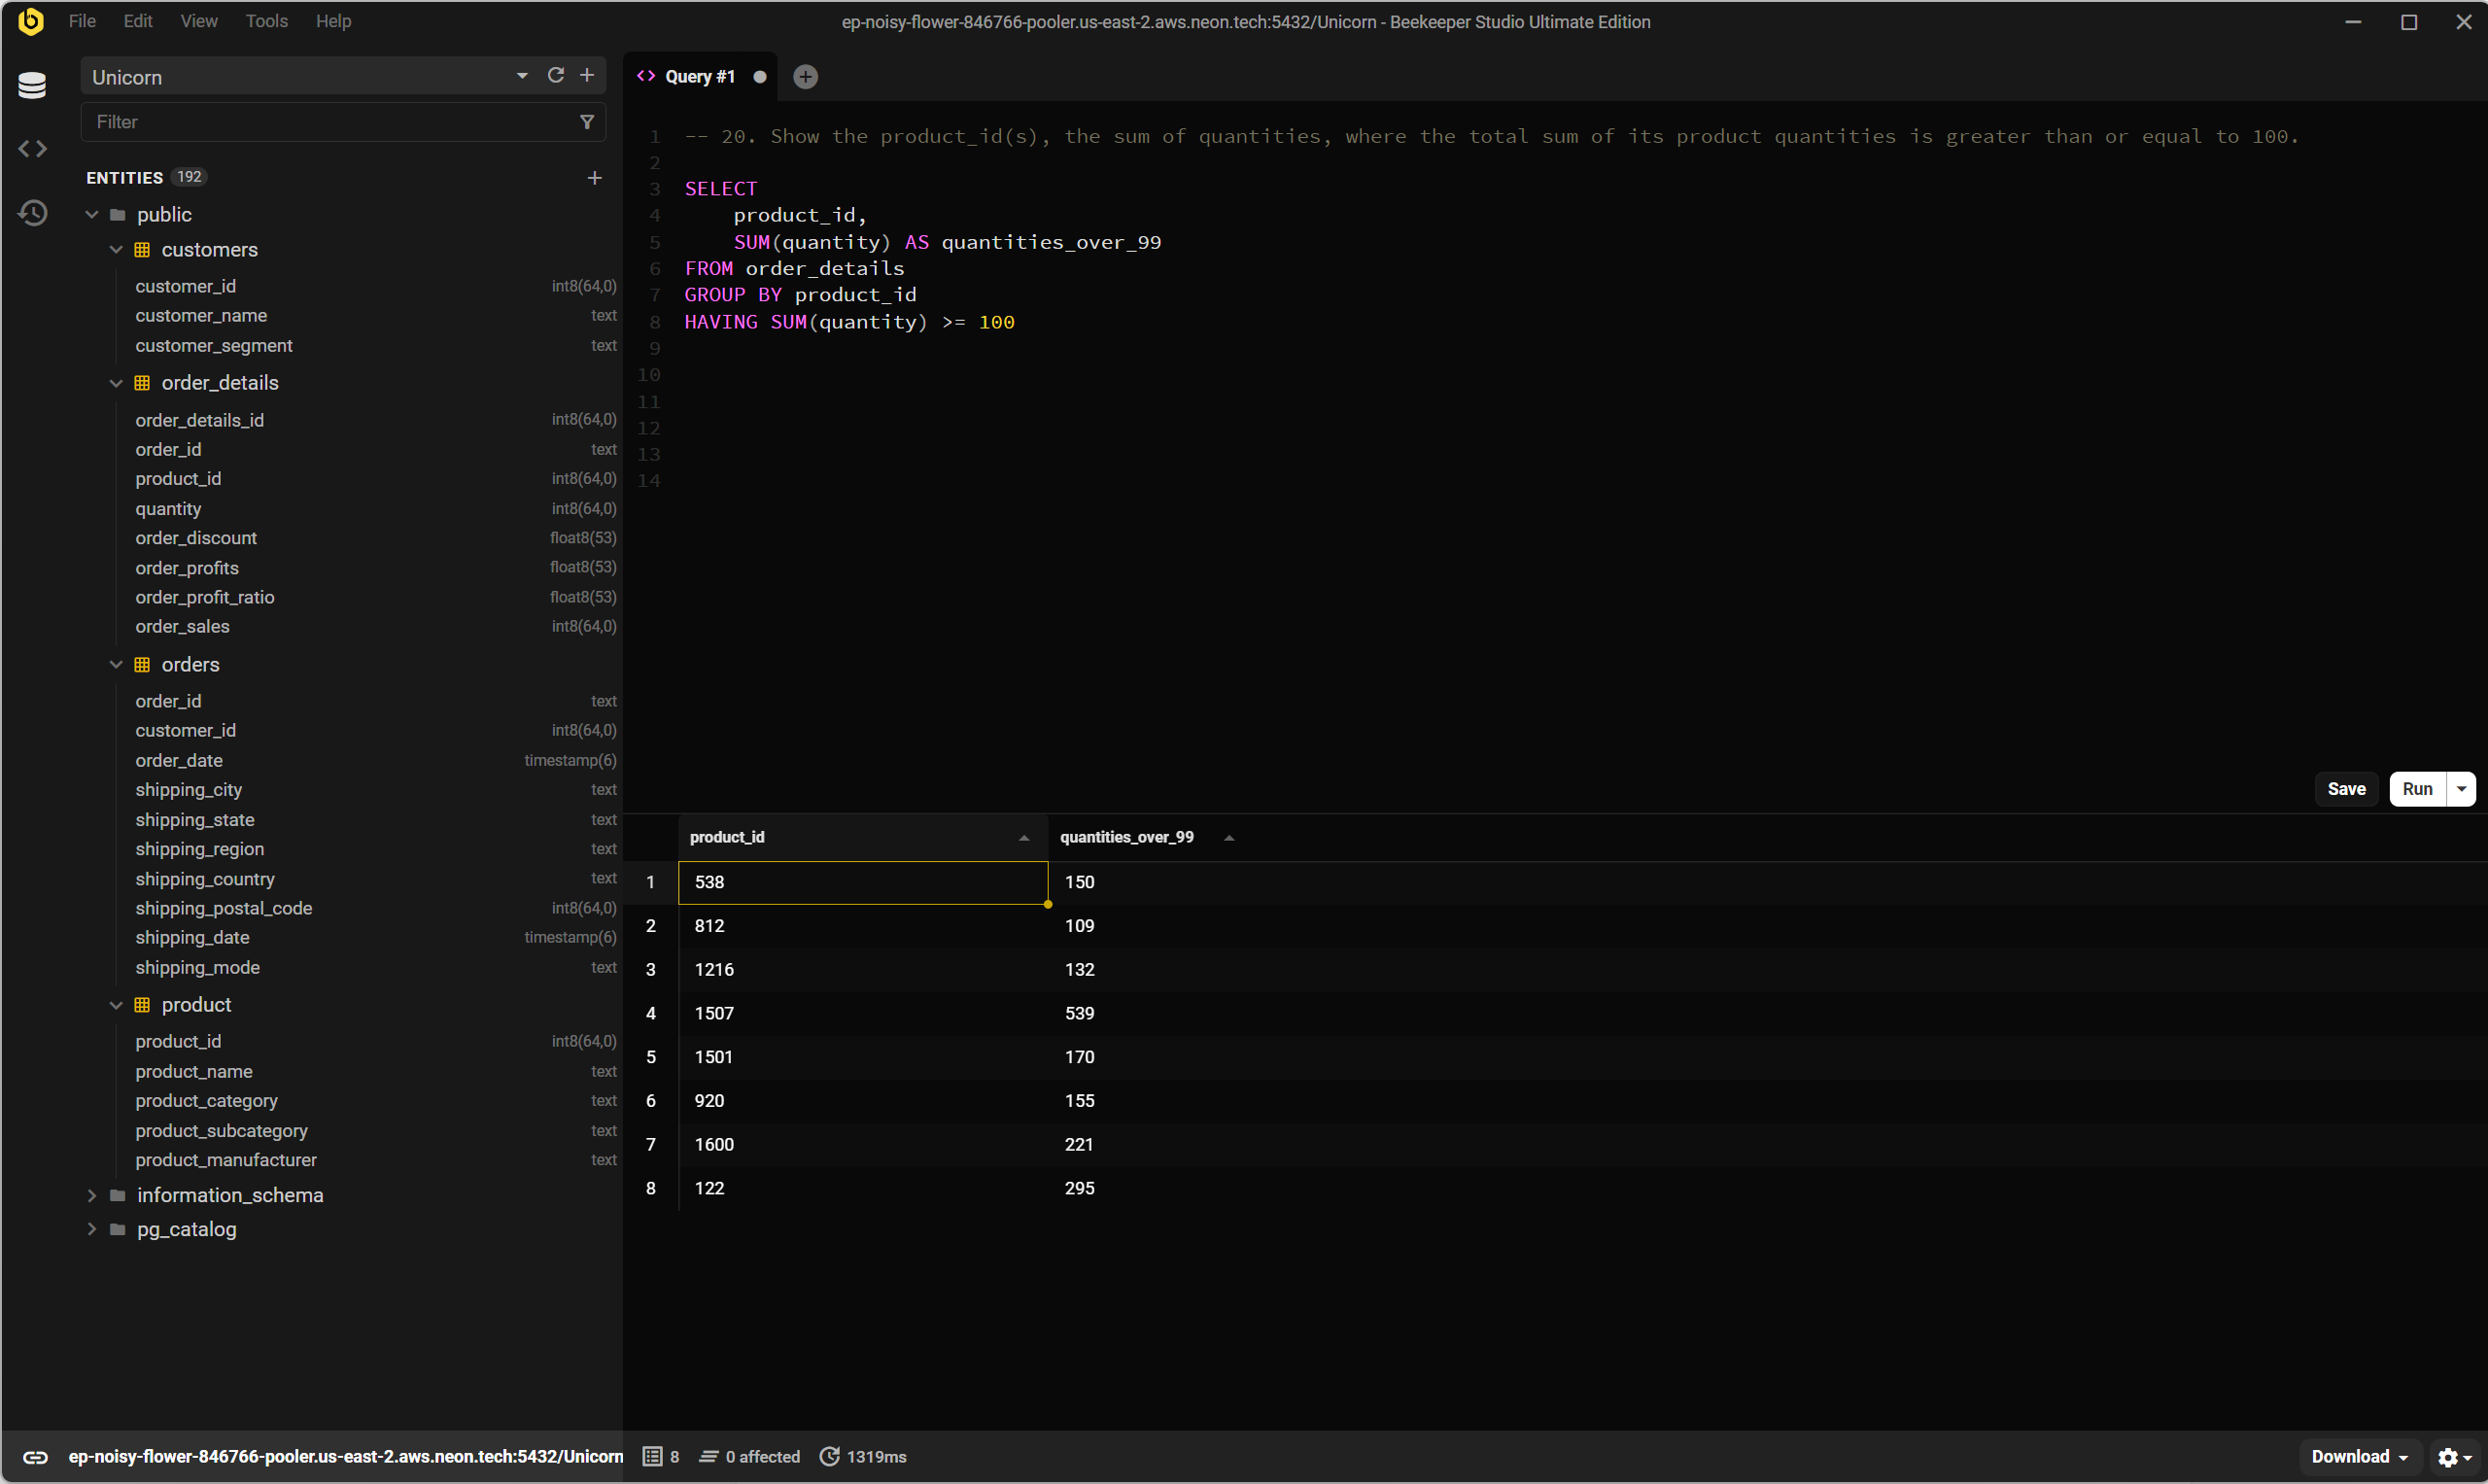 File Edit View Tools Help
ep-noisy-flower-846766-pooler.us-east-2.aws.neon.tech:5432/Unicorn - Beekeeper Studio Ultimate Edition
Unicorn
Filter
ENTITIES 192
public
customers
customer_id int8(64,0)
customer_name text
customer_segment text
order_details
order_details_id int8(64,0)
order_id text
product_id int8(64,0)
quantity int8(64,0)
order_discount float8(53)
order_profits float8(53)
order_profit_ratio float8(53)
order_sales int8(64,0)
orders
order_id text
customer_id int8(64,0)
order_date timestamp(6)
shipping_city text
shipping_state text
shipping_region text
shipping_country text
shipping_postal_code int8(64,0)
shipping_date timestamp(6)
shipping_mode text
product
product_id int8(64,0)
product_name text
product_category text
product_subcategory text
product_manufacturer text
information_schema
pg_catalog
ep-noisy-flower-846766-pooler.us-east-2.aws.neon.tech:5432/Unicorn
Query #1
1 -- 20. Show the product_id(s), the sum of quantities, where the total sum of its product quantities is greater than or equal to 100.
2
3 SELECT
4 product_id,
5 SUM(quantity) AS quantities_over_99
6 FROM order_details
7 GROUP BY product_id
8 HAVING SUM(quantity) >= 100
9
10
11
12
13
14
Save Run
product_id quantities_over_99
1 538 150
2 812 109
3 1216 132
4 1507 539
5 1501 170
6 920 155
7 1600 221
8 122 295
8 0 affected 1319ms
Download